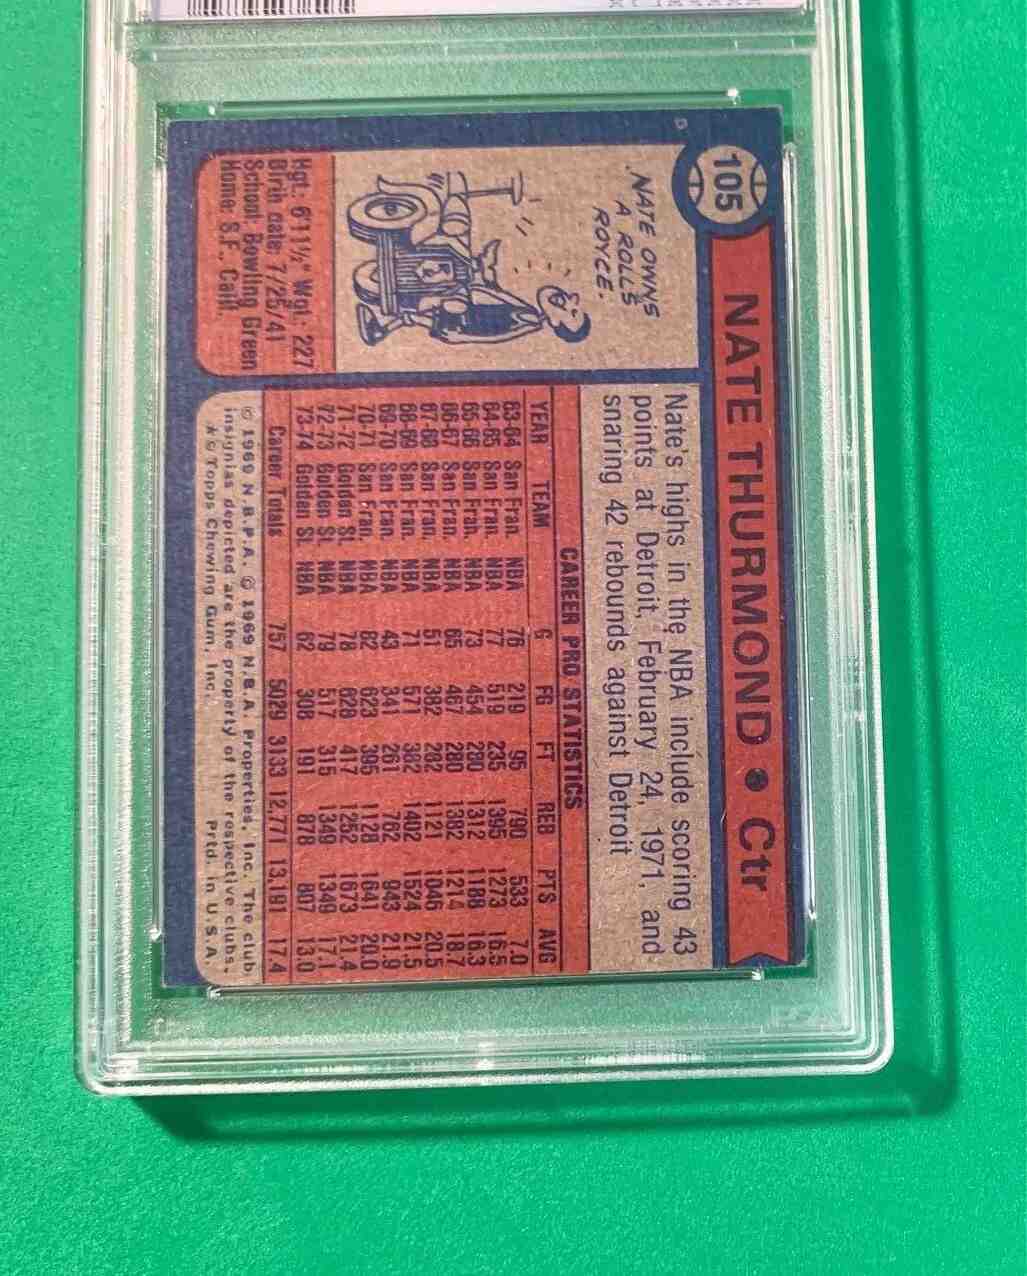 105
NATE THURMOND • Ctr
NATE OWNS
A ROLLS
ROYCE.
Hgt.: 6'11½" Wgt.: 227
Birth date: 7/25/41
School: Bowling Green
Home: S.F., Calif.
Nate's highs in the NBA include scoring 43
points at Detroit, February 24, 1971, and
snaring 42 rebounds against Detroit
CAREER PRO STATISTICS
YEAR TEAM G FG FT REB PTS AVG
63-64 San Fran. NBA 76 219 95 790 533 7.0
64-65 San Fran. NBA 77 519 235 1395 1273 16.5
65-66 San Fran. NBA 73 454 280 1312 1188 16.3
66-67 San Fran. NBA 65 467 280 1382 1214 18.7
67-68 San Fran. NBA 51 382 282 1121 1046 20.5
68-69 San Fran. NBA 71 571 382 1402 1524 21.5
69-70 San Fran. NBA 43 341 261 762 943 21.9
70-71 San Fran. NBA 82 623 395 1128 1641 20.0
71-72 Golden St. NBA 78 628 417 1252 1673 21.4
72-73 Golden St. NBA 79 517 315 1349 1349 17.1
73-74 Golden St. NBA 62 308 191 878 807 13.0
Career Totals 757 5029 3133 12,771 13,191 17.4
© 1969 N.B.P.A. © 1969 N.B.A. Properties, Inc. The club
insignias depicted are the property of the respective clubs.
★ © Topps Chewing Gum, Inc. Prtd. in U.S.A.